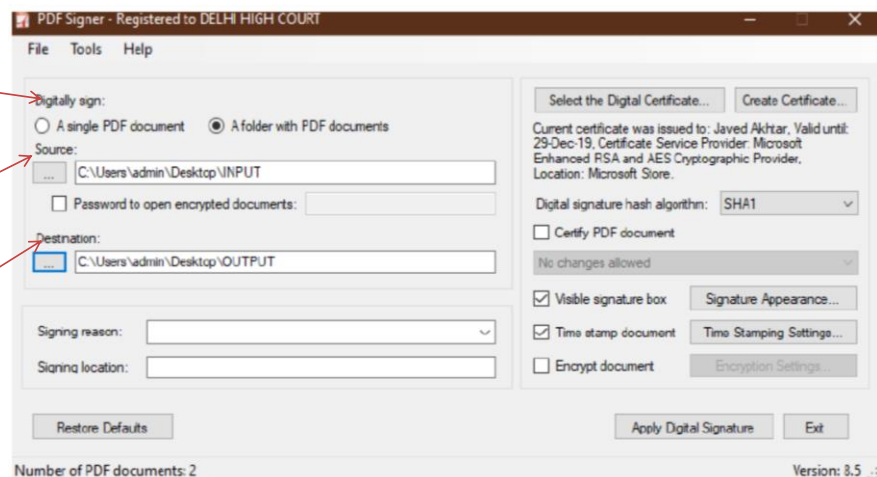 PDF Signer - Registered to DELHI HIGH COURT
File Tools Help
Digitally sign:
A single PDF document A folder with PDF documents
Source:
... C:\Users\admin\Desktop\INPUT
Password to open encrypted documents:
Destination:
... C:\Users\admin\Desktop\OUTPUT
Signing reason:
Signing location:
Select the Digital Certificate... Create Certificate...
Current certificate was issued to: Javed Akhtar, Valid until:
29-Dec-19, Certificate Service Provider: Microsoft
Enhanced RSA and AES Cryptographic Provider,
Location: Microsoft Store.
Digital signature hash algorithm: SHA1
Certify PDF document
No changes allowed
Visible signature box Signature Appearance...
Time stamp document Time Stamping Settings...
Encrypt document Encryption Settings...
Restore Defaults Apply Digital Signature Exit
Number of PDF documents: 2 Version: 8.5